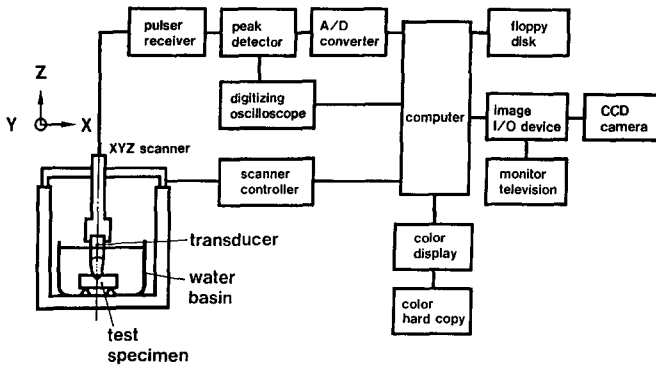 pulser
receiver
peak
detector
A/D
converter
floppy
disk
digitizing
oscilloscope
computer
image
I/O device
CCD
camera
monitor
television
Z
Y
X
XYZ scanner
scanner
controller
transducer
water
basin
test
specimen
color
display
color
hard copy